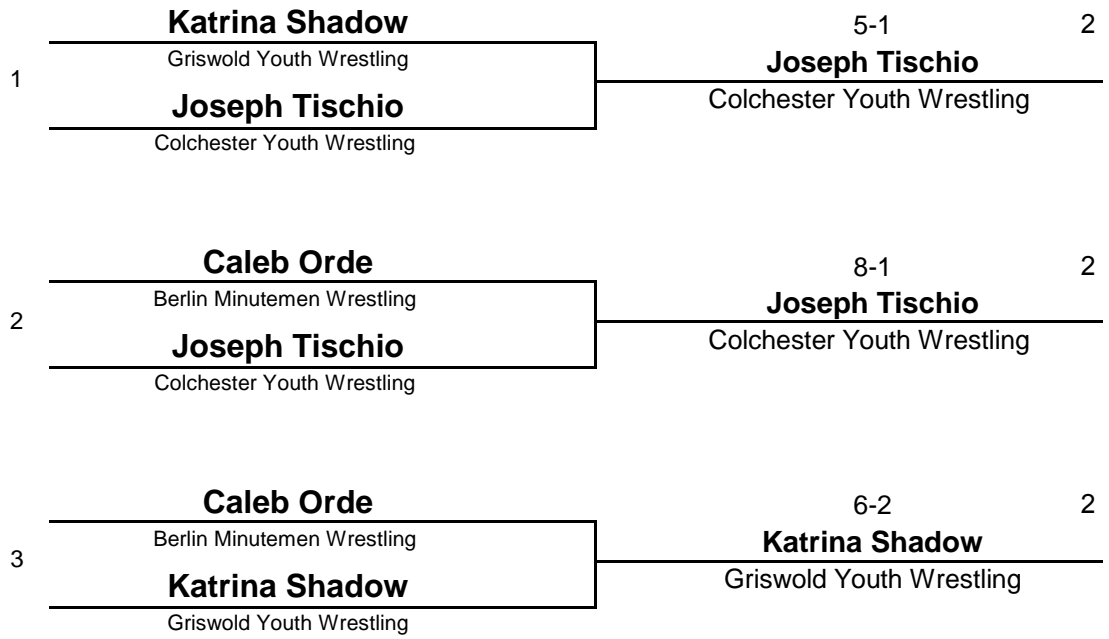 Katrina Shadow
Griswold Youth Wrestling
1
Joseph Tischio
Colchester Youth Wrestling
5-1 2
Joseph Tischio
Colchester Youth Wrestling
Caleb Orde
Berlin Minutemen Wrestling
2
Joseph Tischio
Colchester Youth Wrestling
8-1 2
Joseph Tischio
Colchester Youth Wrestling
Caleb Orde
Berlin Minutemen Wrestling
3
Katrina Shadow
Griswold Youth Wrestling
6-2 2
Katrina Shadow
Griswold Youth Wrestling